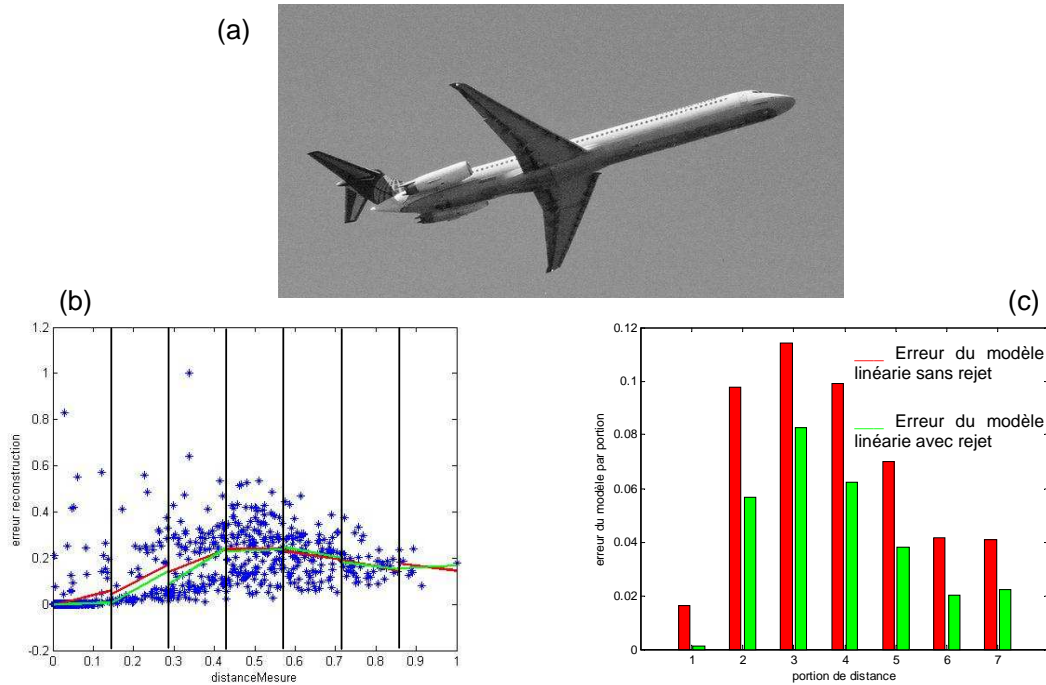 (a)
(b)
(c)
1.2
1
0.8
0.6
0.4
0.2
0
-0.2
erreur reconstruction
0 0.1 0.2 0.3 0.4 0.5 0.6 0.7 0.8 0.9 1
distanceMesure
0.12
0.1
0.08
0.06
0.04
0.02
0
erreur du modèle par portion
___ Erreur du modèle
linéarie sans rejet
___ Erreur du modèle
linéarie avec rejet
1 2 3 4 5 6 7
portion de distance